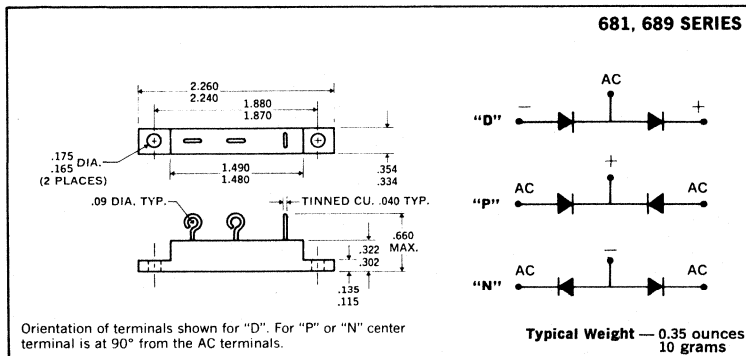 681, 689 SERIES
2.260
2.240
1.880
1.870
.175
.165 DIA.
(2 PLACES)
1.490
1.480
.354
.334
.09 DIA. TYP.
TINNED CU. .040 TYP.
.660
MAX.
.322
.302
.135
.115
Orientation of terminals shown for “D”. For “P” or “N” center
terminal is at 90° from the AC terminals.
AC
“D” − +
+
“P” AC AC
−
“N” AC AC
Typical Weight — 0.35 ounces
10 grams